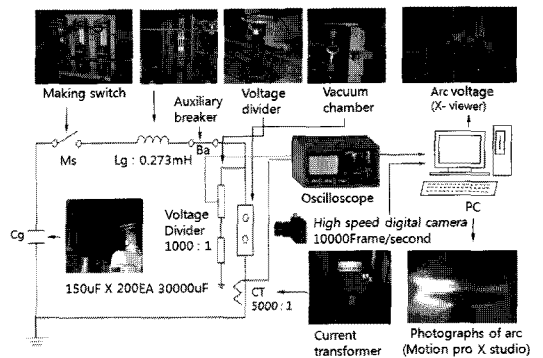 Making switch
Auxiliary
breaker
Voltage
divider
Vacuum
chamber
Arc voltage
(X- viewer)
Ms
Lg : 0.273mH
Ba
Oscilloscope
PC
Cg
Voltage
Divider
1000 : 1
High speed digital camera
10000Frame/second
150uF X 200EA 30000uF
CT
5000 : 1
Current
transformer
Photographs of arc
(Motion pro X studio)